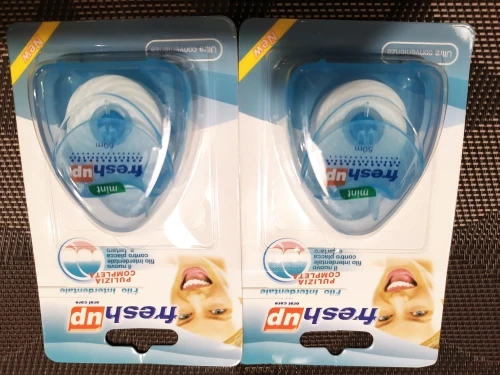 fresh up
oral care
Filo Interdentale
PULIZIA
COMPLETA
Il nuovo
filo interdentale
contro placca
e tartaro
mint
fresh up
50m
Ultra convenienza
New
fresh up
oral care
Filo Interdentale
PULIZIA
COMPLETA
Il nuovo
filo interdentale
contro placca
e tartaro
mint
fresh up
50m
Ultra convenienza
New